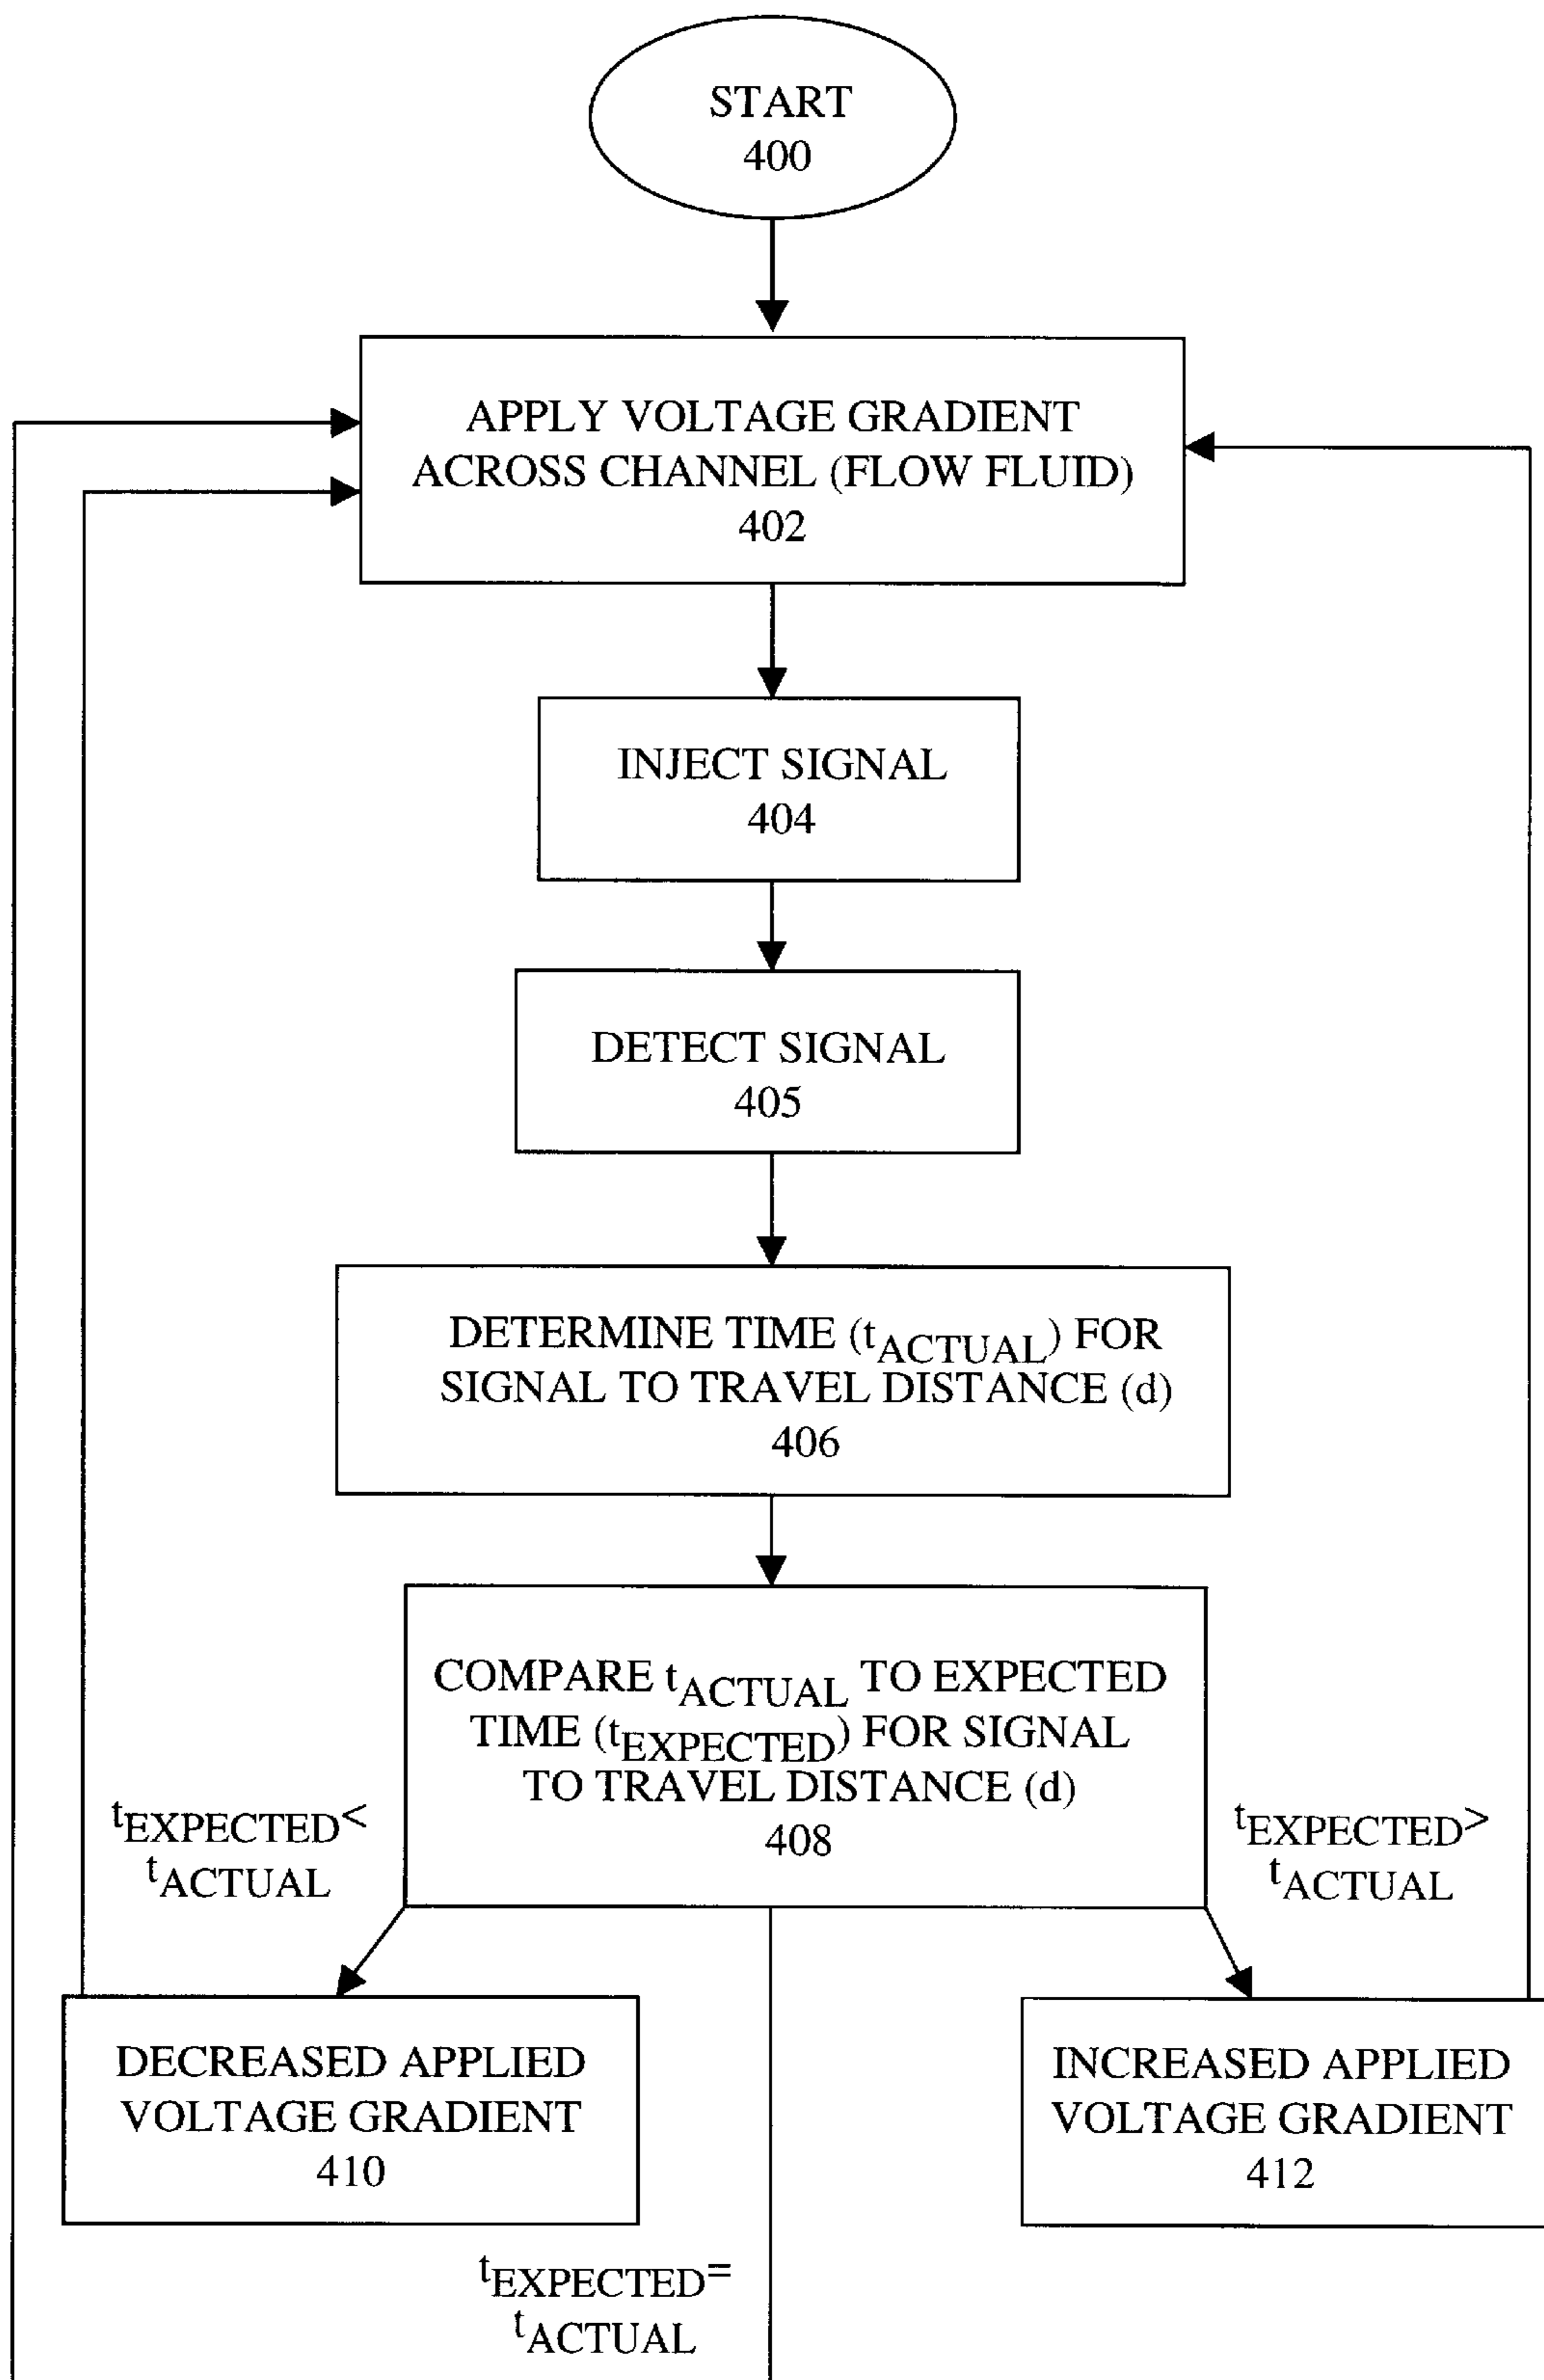 START
400
APPLY VOLTAGE GRADIENT
ACROSS CHANNEL (FLOW FLUID)
402
INJECT SIGNAL
404
DETECT SIGNAL
405
DETERMINE TIME (tACTUAL) FOR
SIGNAL TO TRAVEL DISTANCE (d)
406
COMPARE tACTUAL TO EXPECTED
TIME (tEXPECTED) FOR SIGNAL
TO TRAVEL DISTANCE (d)
408
tEXPECTED<
tACTUAL
tEXPECTED>
tACTUAL
DECREASED APPLIED
VOLTAGE GRADIENT
410
INCREASED APPLIED
VOLTAGE GRADIENT
412
tEXPECTED=
tACTUAL